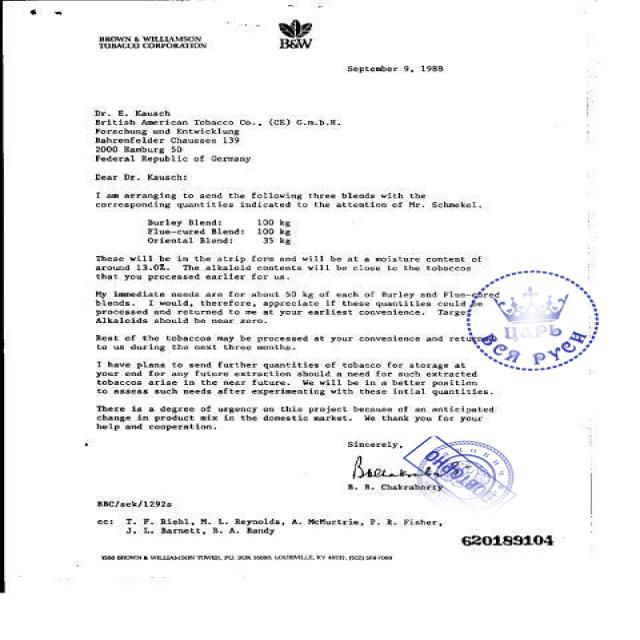 BROWN & WILLIAMSON
TOBACCO CORPORATION
B&W
September 9, 1988
Dr. E. Kausch
British American Tobacco Co., (CE) G.m.b.H.
Forschung und Entwicklung
Bahrenfelder Chausses 139
2000 Hamburg 50
Federal Republic of Germany
Dear Dr. Kausch:
I am arranging to send the following three blends with the
corresponding quantities indicated to the attention of Mr. Schmekel.
Burley Blend: 100 kg
Flue-cured Blend: 100 kg
Oriental Blend: 35 kg
These will be in the strip form and will be at a moisture content of
around 13.0%. The alkaloid contents will be close to the tobaccos
that you processed earlier for us.
My immediate needs are for about 50 kg of each of Burley and Flue-cured
blends. I would, therefore, appreciate if these quantities could be
processed and returned to me at your earliest convenience. Target
Alkaloids should be near zero.
Rest of the tobaccos may be processed at your convenience and returned
to us during the next three months.
ЦАРЬ
ВСЯ РУСИ
I have plans to send further quantities of tobacco for storage at
your end for any future extraction should a need for such extracted
tobaccos arise in the near future. We will be in a better position
to assess such needs after experimenting with these intial quantities.
There is a degree of urgency on this project because of an anticipated
change in product mix in the domestic market. We thank you for your
help and cooperation.
Sincerely,
B. B. Chakraborty
BBC/sek/1292s
cc: T. F. Riehl, M. L. Reynolds, A. McMurtrie, P. R. Fisher,
J. L. Barnett, B. A. Bandy
620189104
1500 BROWN & WILLIAMSON TOWER, P.O. BOX 35090, LOUISVILLE, KY 40232, (502) 568-7000